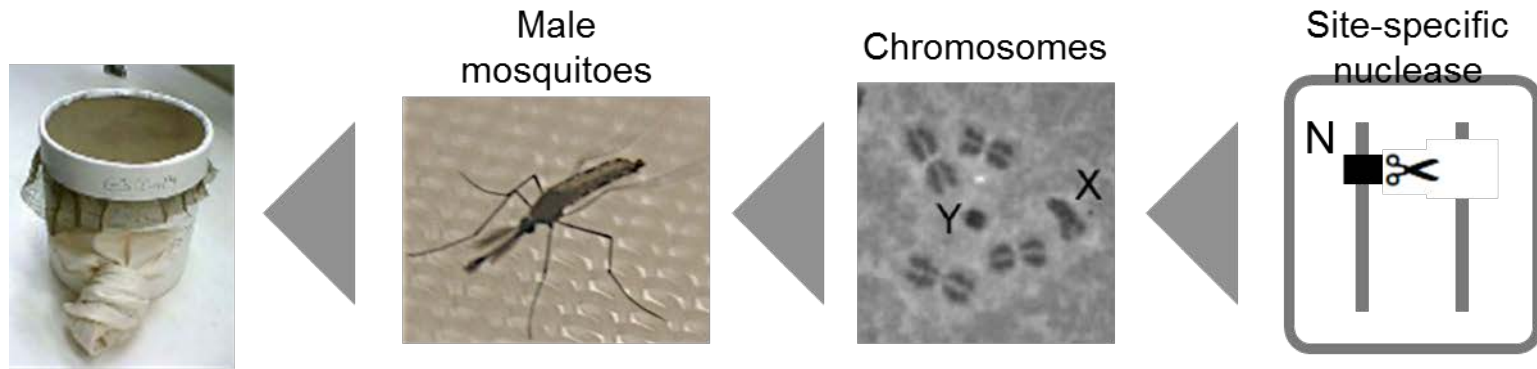 Male
mosquitoes
Chromosomes
Site-specific
nuclease
N
X
Y